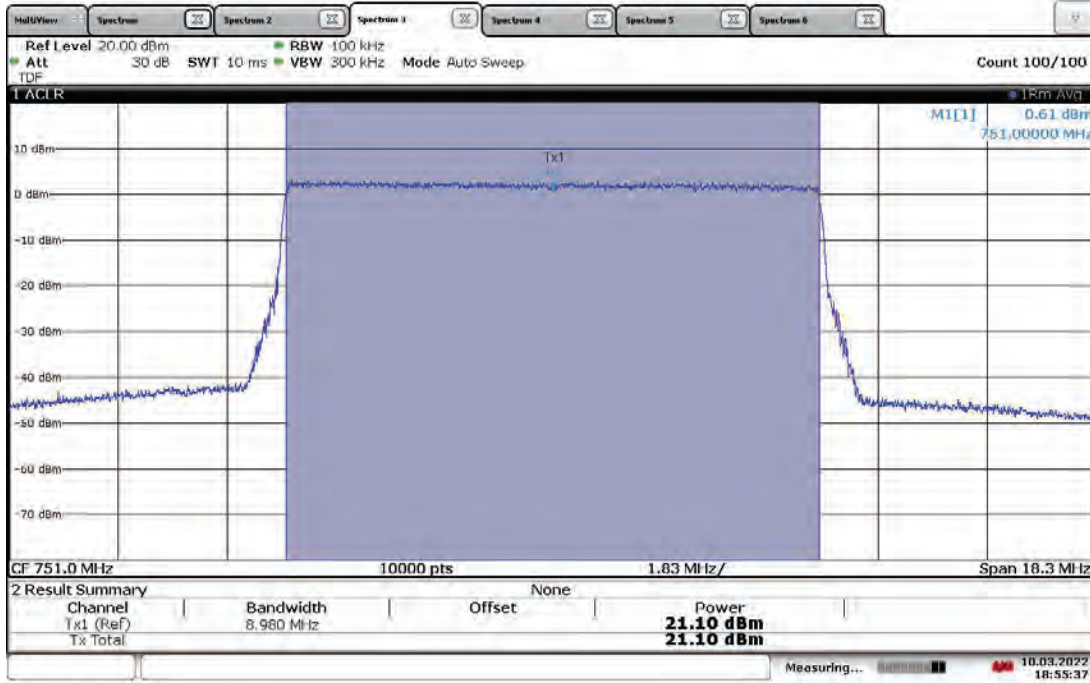 MultiView Spectrum Spectrum 2 Spectrum 3 Spectrum 4 Spectrum 5 Spectrum 6
Ref Level 20.00 dBm RBW 100 kHz
Att 30 dB SWT 10 ms VBW 300 kHz Mode Auto Sweep Count 100/100
TDF
1 ACLR 1Rm Avg
M1[1] 0.61 dBm
751.00000 MHz
10 dBm
Tx1
0 dBm
-10 dBm
-20 dBm
-30 dBm
-40 dBm
-50 dBm
-60 dBm
-70 dBm
CF 751.0 MHz 10000 pts 1.83 MHz/ Span 18.3 MHz
2 Result Summary None
Channel Bandwidth Offset Power
Tx1 (Ref) 8.980 MHz 21.10 dBm
Tx Total 21.10 dBm
Measuring... 10.03.2022
18:55:37